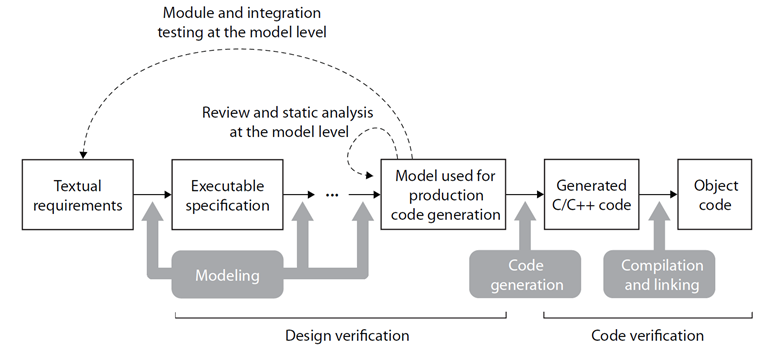 Module and integration
testing at the model level
Review and static analysis
at the model level
Textual
requirements
Executable
specification
...
Model used for
production
code generation
Generated
C/C++ code
Object
code
Modeling
Code
generation
Compilation
and linking
Design verification
Code verification